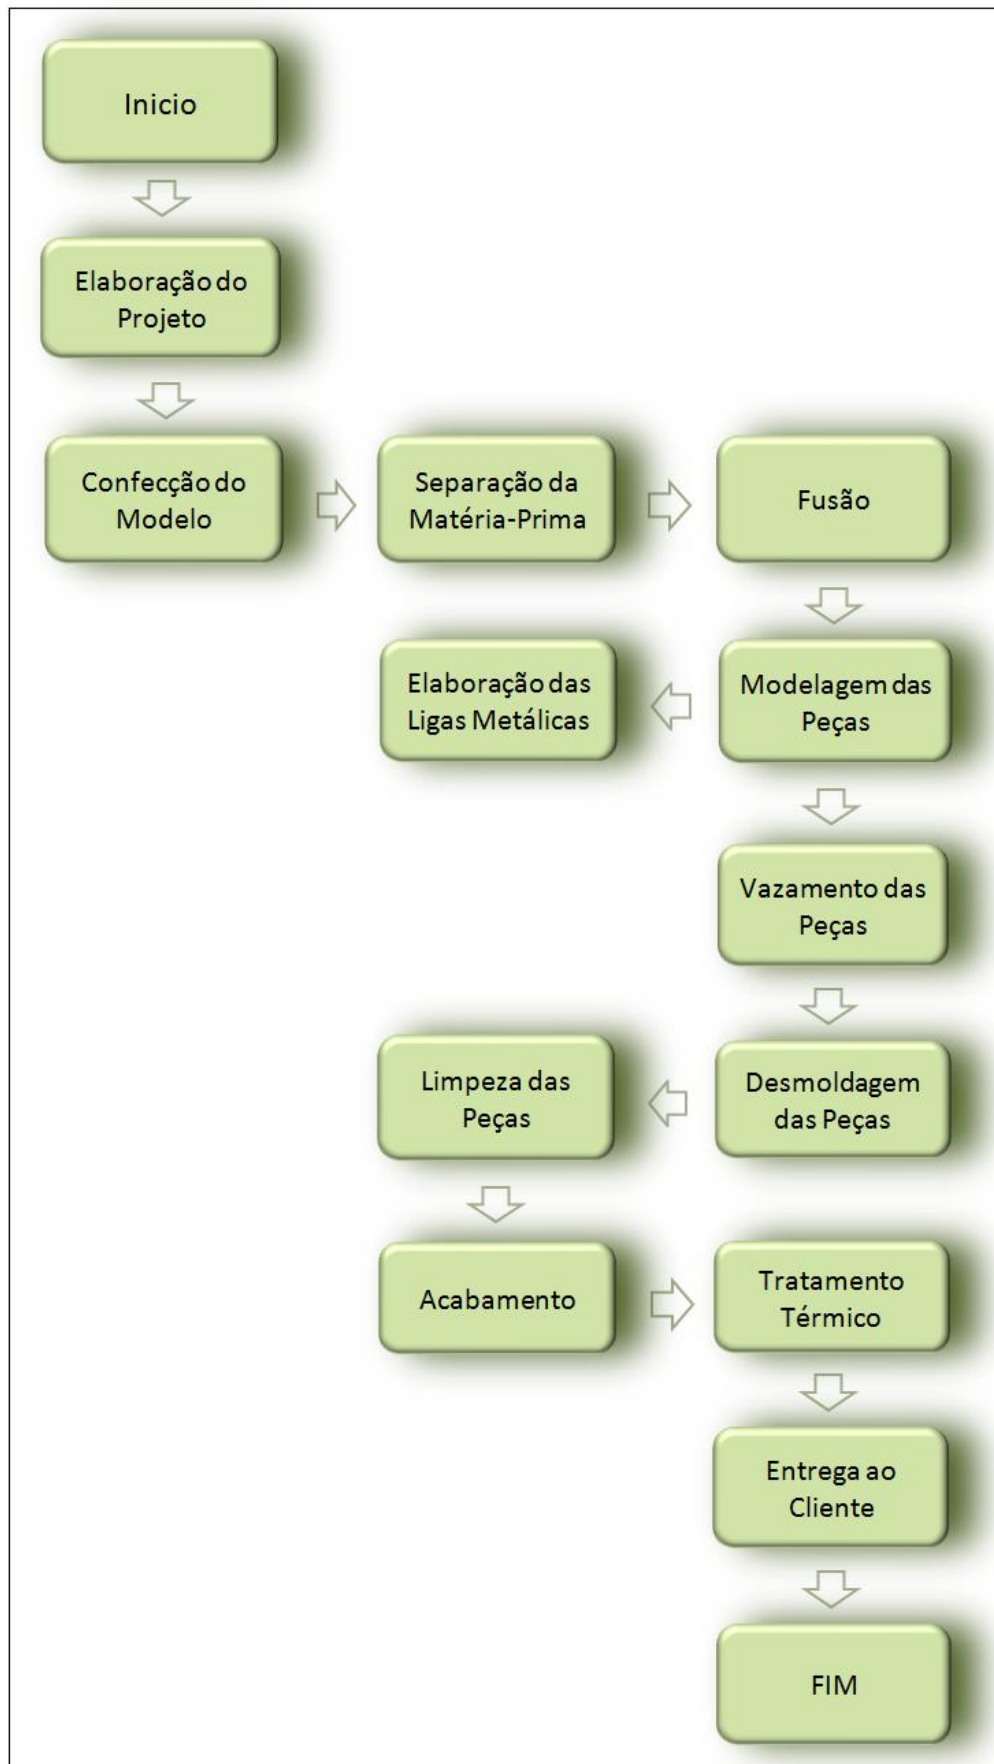 Inicio
Elaboração do
Projeto
Confecção do
Modelo
Separação da
Matéria-Prima
Fusão
Elaboração das
Ligas Metálicas
Modelagem das
Peças
Vazamento das
Peças
Limpeza das
Peças
Desmoldagem
das Peças
Acabamento
Tratamento
Térmico
Entrega ao
Cliente
FIM